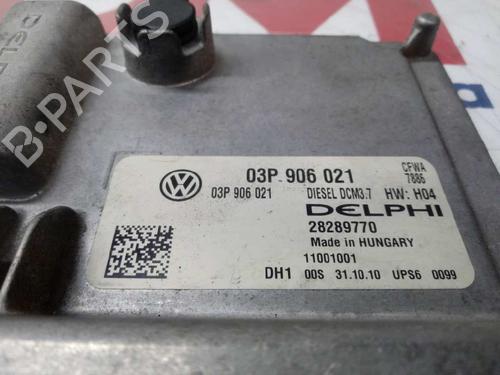 DELP
B-PARTS
03P 906 021
CFWA
7886
03P 906 021 DIESEL DCM3.7 HW: H04
DELPHI
28289770
Made in HUNGARY
11001001
DH1 00S 31.10.10 UPS6 0099